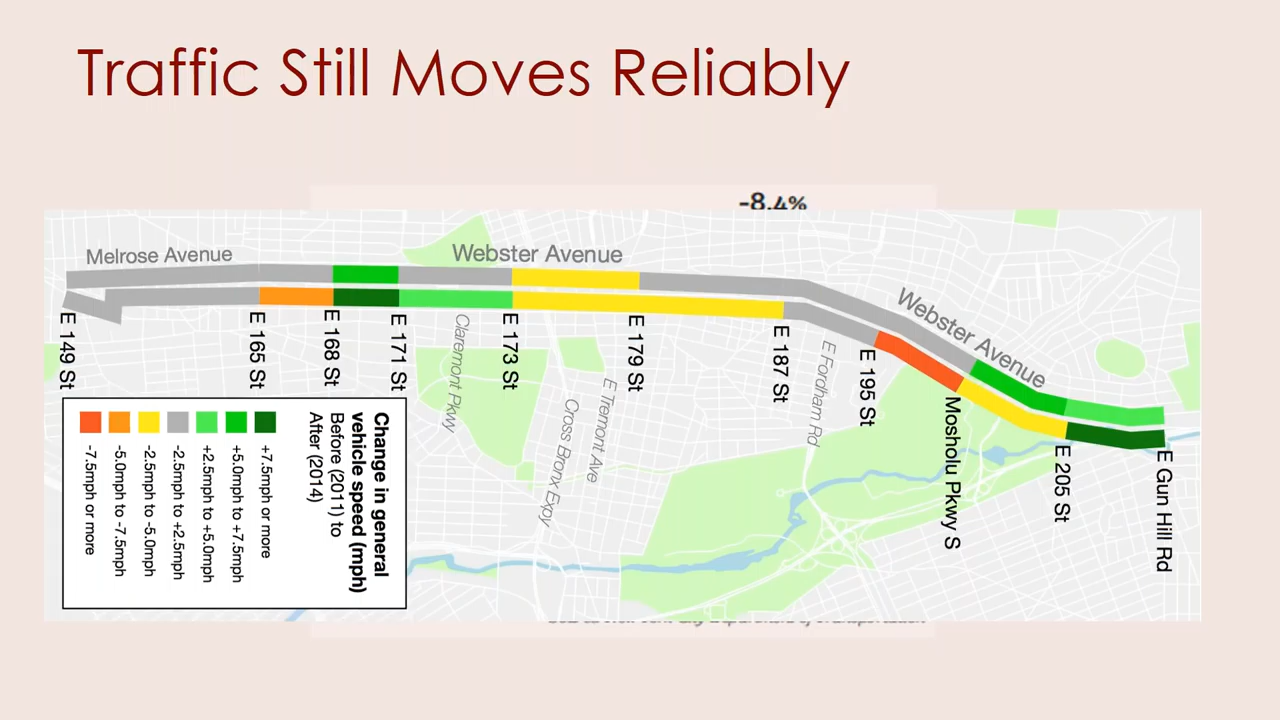 Traffic Still Moves Reliably
-8.4%
Melrose Avenue
Webster Avenue
Webster Avenue
E 149 St
E 165 St
E 168 St
E 171 St
Claremont Pkwy
E 173 St
Cross Bronx Expy
E Tremont Ave
E 179 St
E 187 St
E Fordham Rd
E 195 St
Mosholu Pkwy S
E 205 St
E Gun Hill Rd
Change in general
vehicle speed (mph)
Before (2011) to
After (2014)
+7.5mph or more
+5.0mph to +7.5mph
+2.5mph to +5.0mph
-2.5mph to +2.5mph
-2.5mph to -5.0mph
-5.0mph to -7.5mph
-7.5mph or more